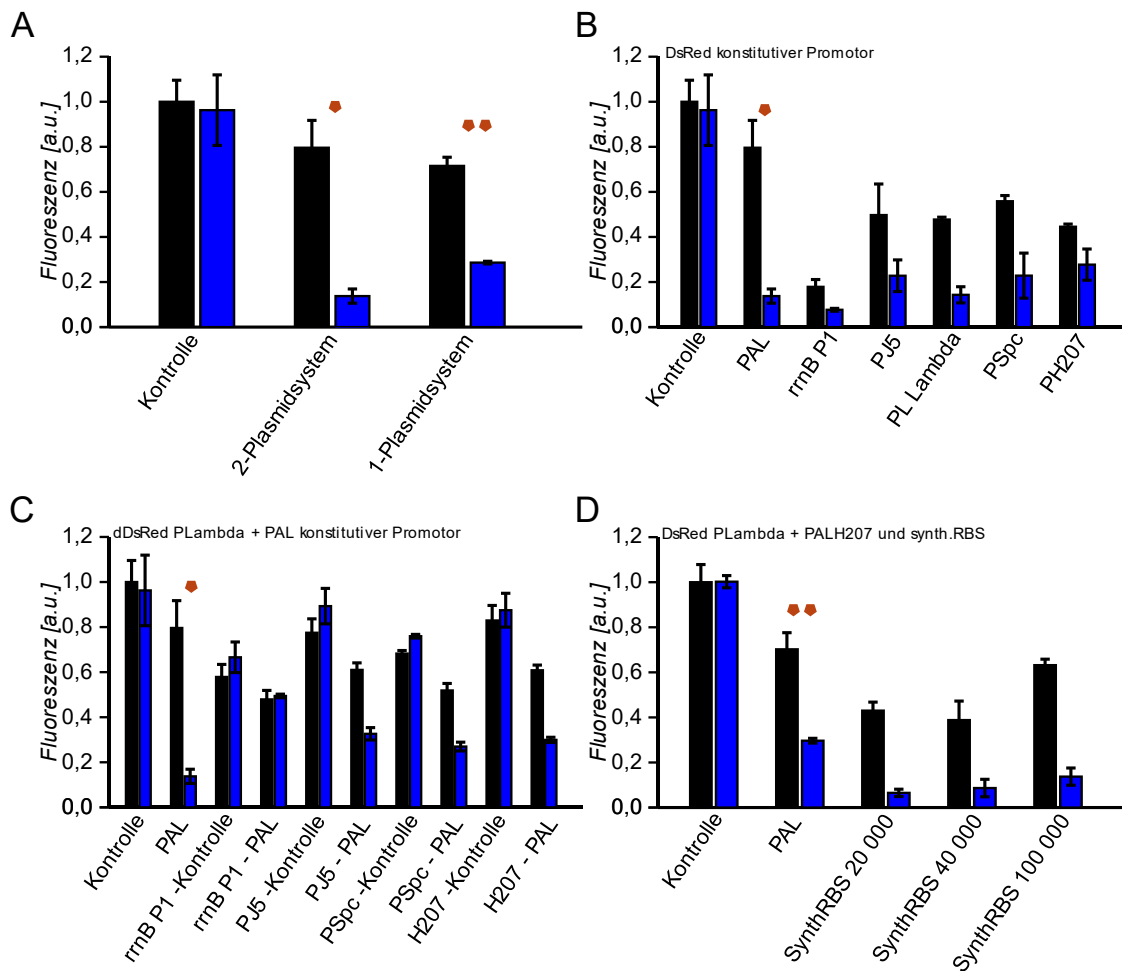 A
1,2
1,0
0,8
0,6
0,4
0,2
0,0
Fluoreszenz [a.u.]
Kontrolle
2-Plasmidsystem
1-Plasmidsystem
B
DsRed konstitutiver Promotor
1,2
1,0
0,8
0,6
0,4
0,2
0,0
Fluoreszenz [a.u.]
Kontrolle
PAL
rrnB P1
PJ5
PL Lambda
PSpc
PH207
C
dDsRed PLambda + PAL konstitutiver Promotor
1,2
1,0
0,8
0,6
0,4
0,2
0,0
Fluoreszenz [a.u.]
Kontrolle
PAL
rrnB P1 -Kontrolle
rrnB P1 - PAL
PJ5 -Kontrolle
PJ5 - PAL
PSpc -Kontrolle
PSpc - PAL
H207 -Kontrolle
H207 - PAL
D
DsRed PLambda + PALH207 und synth.RBS
1,2
1,0
0,8
0,6
0,4
0,2
0,0
Fluoreszenz [a.u.]
Kontrolle
PAL
SynthRBS 20 000
SynthRBS 40 000
SynthRBS 100 000